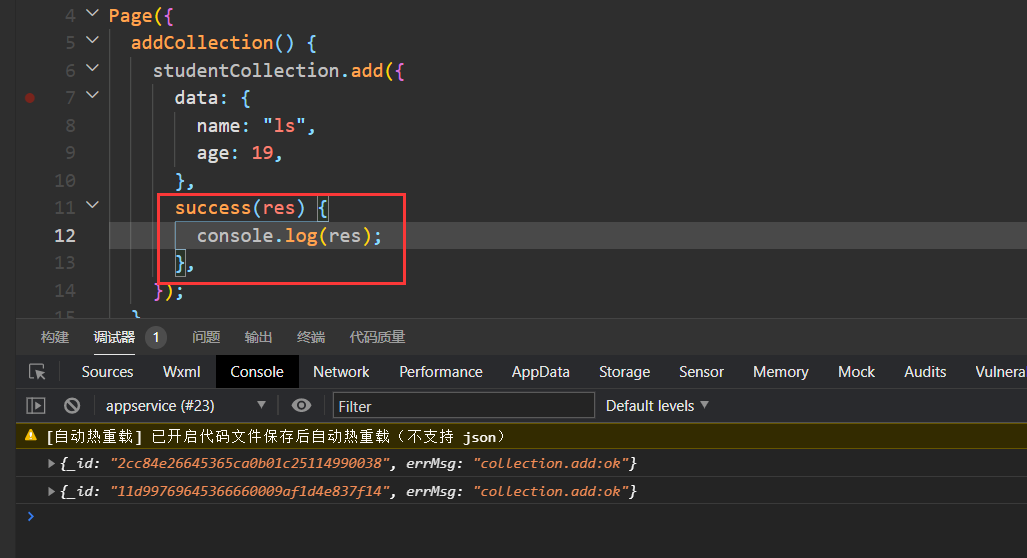 4 Page({
5 addCollection() {
6 studentCollection.add({
7 data: {
8 name: "ls",
9 age: 19,
10 },
11 success(res) {
12 console.log(res);
13 },
14 });
15 }
构建 调试器 1 问题 输出 终端 代码质量
Sources Wxml Console Network Performance AppData Storage Sensor Memory Mock Audits Vulnera
appservice (#23) Filter Default levels
[自动热重载] 已开启代码文件保存后自动热重载（不支持 json）
{_id: "2cc84e26645365ca0b01c25114990038", errMsg: "collection.add:ok"}
{_id: "11d99769645366660009af1d4e837f14", errMsg: "collection.add:ok"}